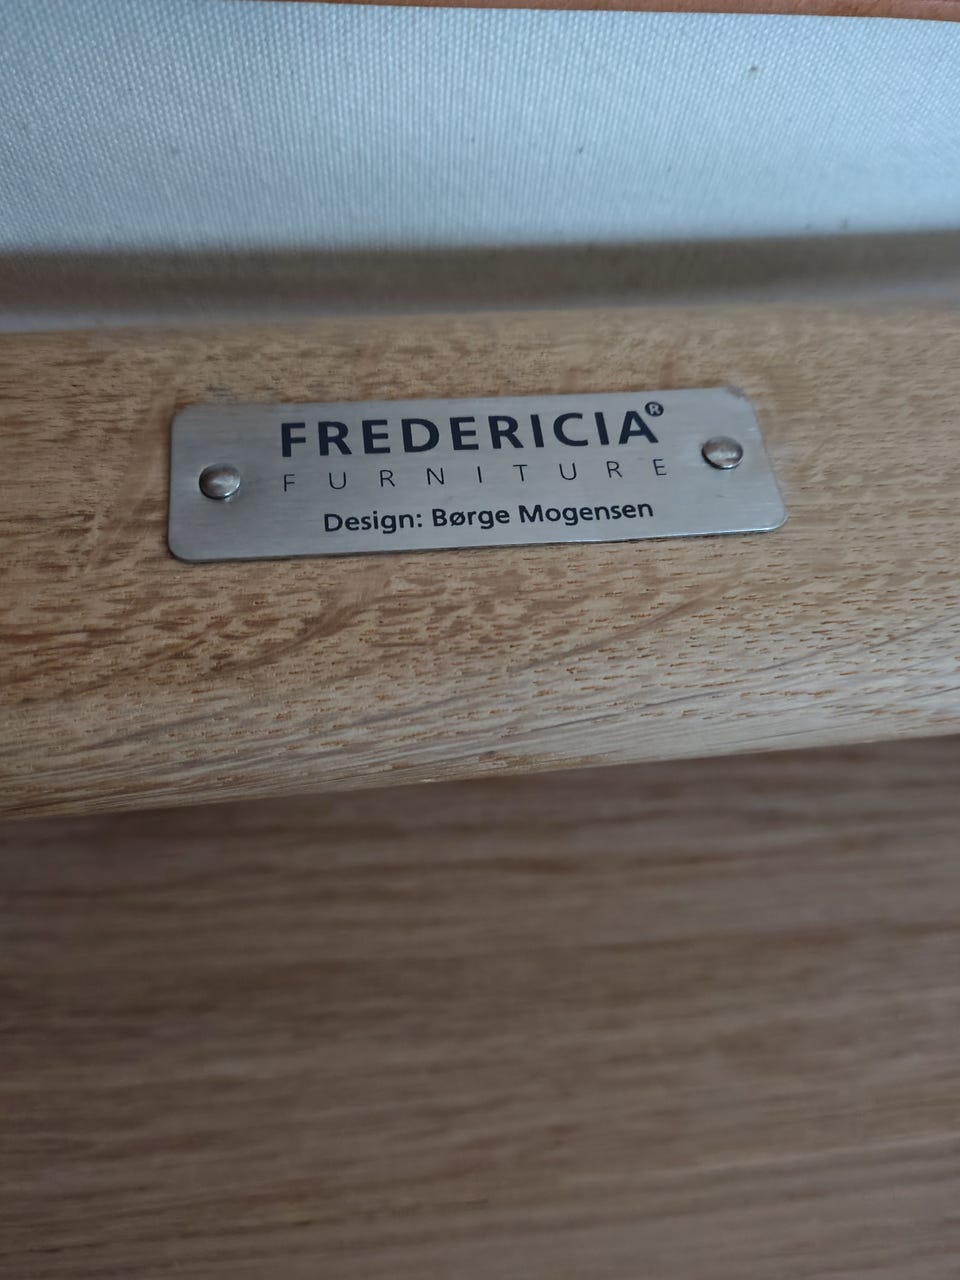 FREDERICIA®
FURNITURE
Design: Børge Mogensen